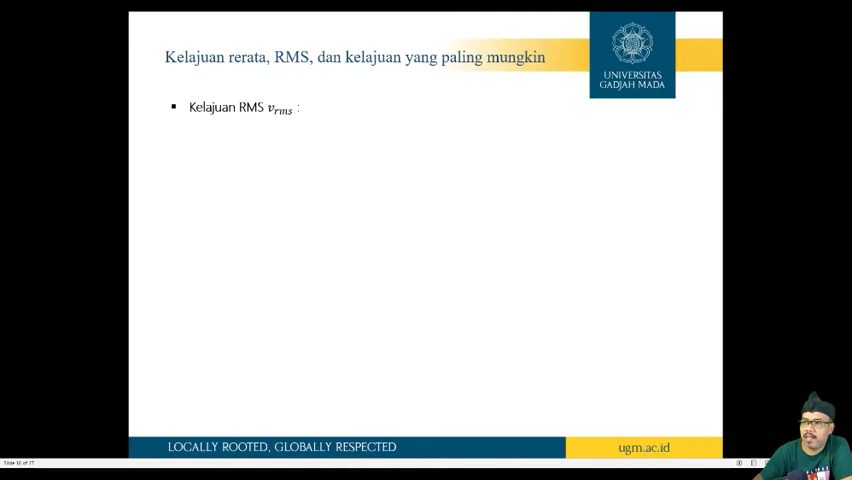 Kelajuan rerata, RMS, dan kelajuan yang paling mungkin
UNIVERSITAS
GADJAH MADA
▪ Kelajuan RMS 𝑣𝑟𝑚𝑠 :
LOCALLY ROOTED, GLOBALLY RESPECTED
ugm.ac.id